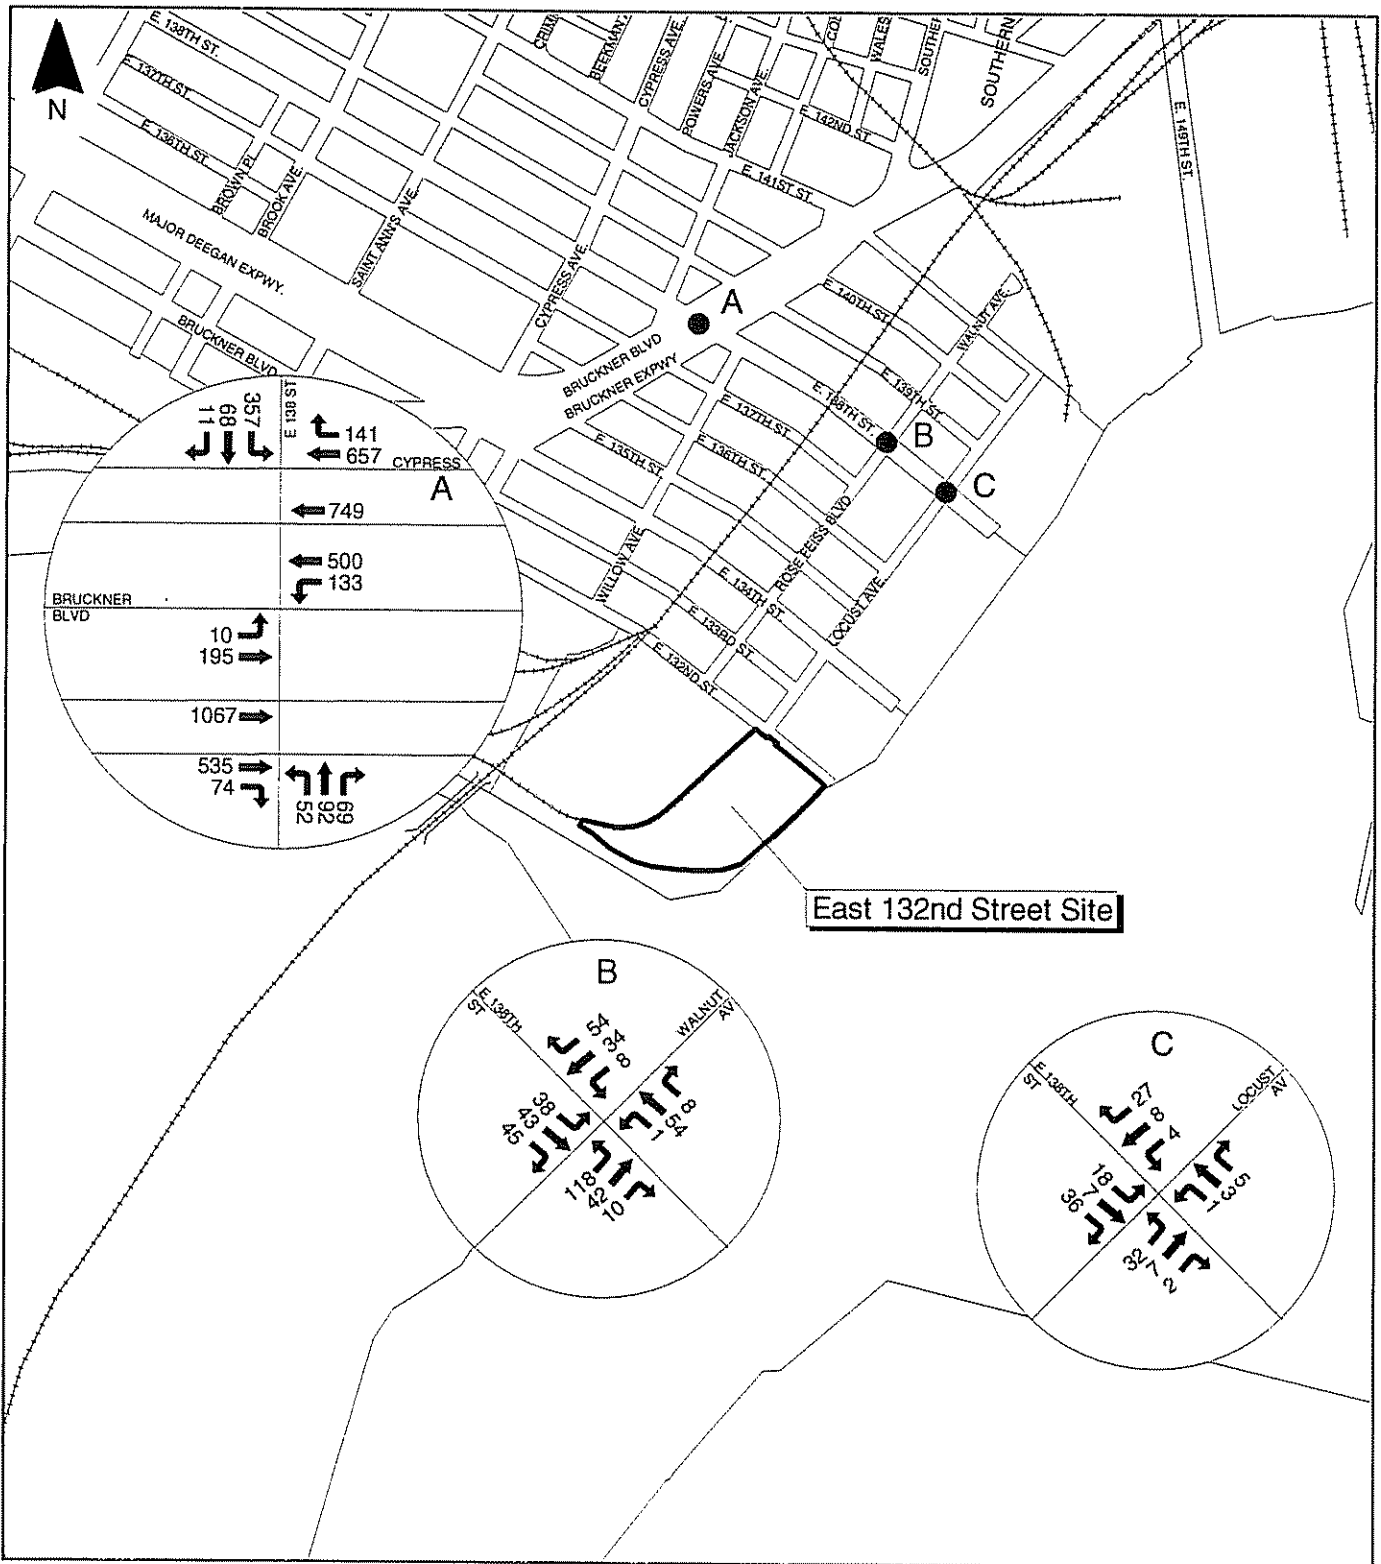 N
E. 138TH ST.
E. 137TH ST.
E. 136TH ST.
BROWN PL
BROOK AVE.
SAINT ANN'S AVE.
MAJOR DEEGAN EXPWY.
BRUCKNER BLVD
CYPRESS AVE.
BEEKMAN
CYPRESS AVE.
POWERS AVE.
JACKSON AVE.
WALES
SOUTHER
SOUTHERN
E. 142ND ST
E. 141ST ST.
E. 149TH ST.
A
BRUCKNER BLVD
BRUCKNER EXPWY
E. 140TH ST.
WALNUT AVE.
E. 139TH ST.
E. 138TH ST.
E. 137TH ST.
E. 136TH ST.
E. 135TH ST.
B
C
WILLOW AVE
ROSE FEISS BLVD
LOCUST AVE.
E. 134TH ST.
E. 133RD ST
E. 132ND ST.
11
68
357
E 138 ST
141
657
CYPRESS
A
749
500
133
BRUCKNER
BLVD
10
195
1067
535
74
52
92
69
East 132nd Street Site
B
E 138TH
ST
WALNUT
AV
54
34
8
8
54
1
38
43
45
118
42
10
C
E 138TH
ST
LOCUST
AV
27
8
4
5
3
1
18
7
36
32
7
2